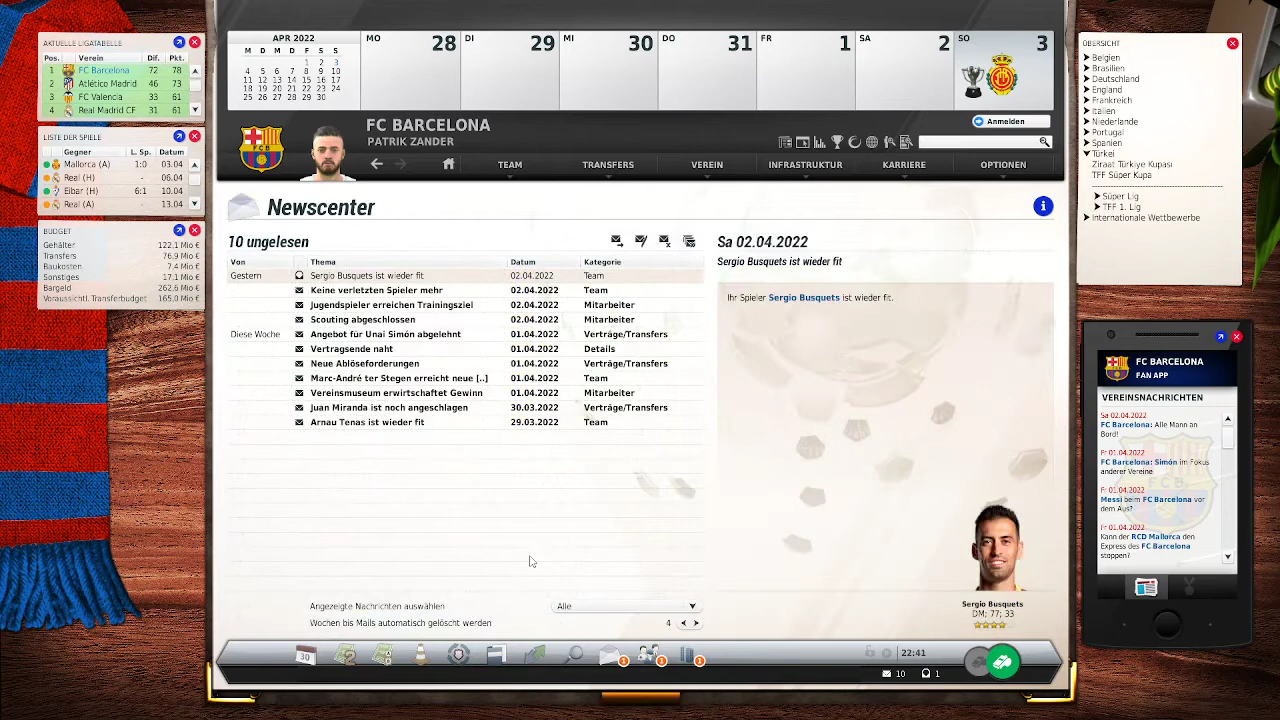 AKTUELLE LIGATABELLE
Pos. Verein Dif. Pkt.
1 FC Barcelona 72 78
2 Atlético Madrid 46 73
3 FC Valencia 33 61
4 Real Madrid CF 31 61
LISTE DER SPIELE
Gegner L. Sp. Datum
Mallorca (A) 1:0 03.04
Real (H) - 06.04
Eibar (H) 6:1 10.04
Real (A) - 13.04
BUDGET
Gehälter 122.1 Mio €
Transfers 76.9 Mio €
Baukosten 7.4 Mio €
Sonstiges 17.1 Mio €
Bargeld 262.6 Mio €
Voraussichtl. Transferbudget 165.0 Mio €
APR 2022
M D M D F S S
1 2 3
4 5 6 7 8 9 10
11 12 13 14 15 16 17
18 19 20 21 22 23 24
25 26 27 28 29 30
MO 28
DI 29
MI 30
DO 31
FR 1
SA 2
SO 3
FC BARCELONA
PATRIK ZANDER
Anmelden
TEAM TRANSFERS VEREIN INFRASTRUKTUR KARRIERE OPTIONEN
Newscenter
10 ungelesen
Von Thema Datum Kategorie
Gestern Sergio Busquets ist wieder fit 02.04.2022 Team
Keine verletzten Spieler mehr 02.04.2022 Team
Jugendspieler erreichen Trainingsziel 02.04.2022 Mitarbeiter
Scouting abgeschlossen 02.04.2022 Mitarbeiter
Diese Woche Angebot für Unai Simón abgelehnt 01.04.2022 Verträge/Transfers
Vertragsende naht 01.04.2022 Details
Neue Ablöseforderungen 01.04.2022 Verträge/Transfers
Marc-André ter Stegen erreicht neue [..] 01.04.2022 Team
Vereinsmuseum erwirtschaftet Gewinn 01.04.2022 Mitarbeiter
Juan Miranda ist noch angeschlagen 30.03.2022 Verträge/Transfers
Arnau Tenas ist wieder fit 29.03.2022 Team
Angezeigte Nachrichten auswählen Alle
Wochen bis Mails automatisch gelöscht werden 4
Sa 02.04.2022
Sergio Busquets ist wieder fit
Ihr Spieler Sergio Busquets ist wieder fit.
Sergio Busquets
DM; 77; 33
30
1 1 1
22:41
10 1
ÜBERSICHT
Belgien
Brasilien
Deutschland
England
Frankreich
Italien
Niederlande
Portugal
Spanien
Türkei
Ziraat Türkiye Kupası
TFF Süper Kupa
Süper Lig
TFF 1. Lig
Internationale Wettbewerbe
FC BARCELONA
FAN APP
VEREINSNACHRICHTEN
Sa 02.04.2022
FC Barcelona: Alle Mann an
Bord!
Fr 01.04.2022
FC Barcelona: Simón im Fokus
anderer Vereine
Fr 01.04.2022
Messi beim FC Barcelona vor
dem Aus?
Fr 01.04.2022
Kann der RCD Mallorca den
Express des FC Barcelona
stoppen?